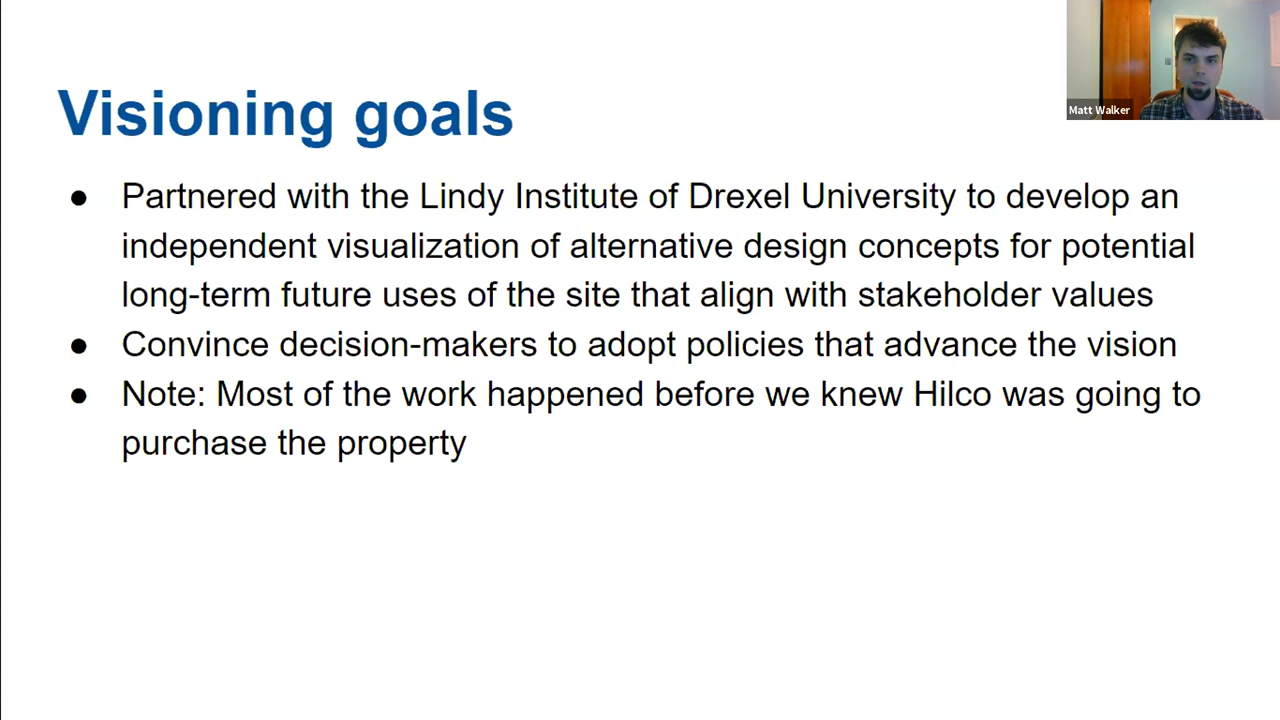 Visioning goals
● Partnered with the Lindy Institute of Drexel University to develop an
independent visualization of alternative design concepts for potential
long-term future uses of the site that align with stakeholder values
● Convince decision-makers to adopt policies that advance the vision
● Note: Most of the work happened before we knew Hilco was going to
purchase the property
Matt Walker